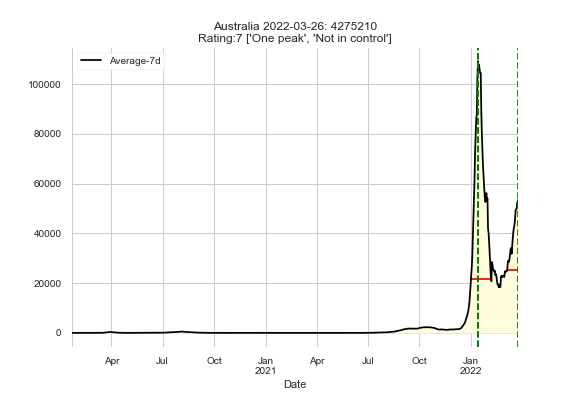 Australia 2022-03-26: 4275210
Rating:7 ['One peak', 'Not in control']
Average-7d
100000
80000
60000
40000
20000
0
Apr
Jul
Oct
Jan
2021
Apr
Jul
Oct
Jan
2022
Date